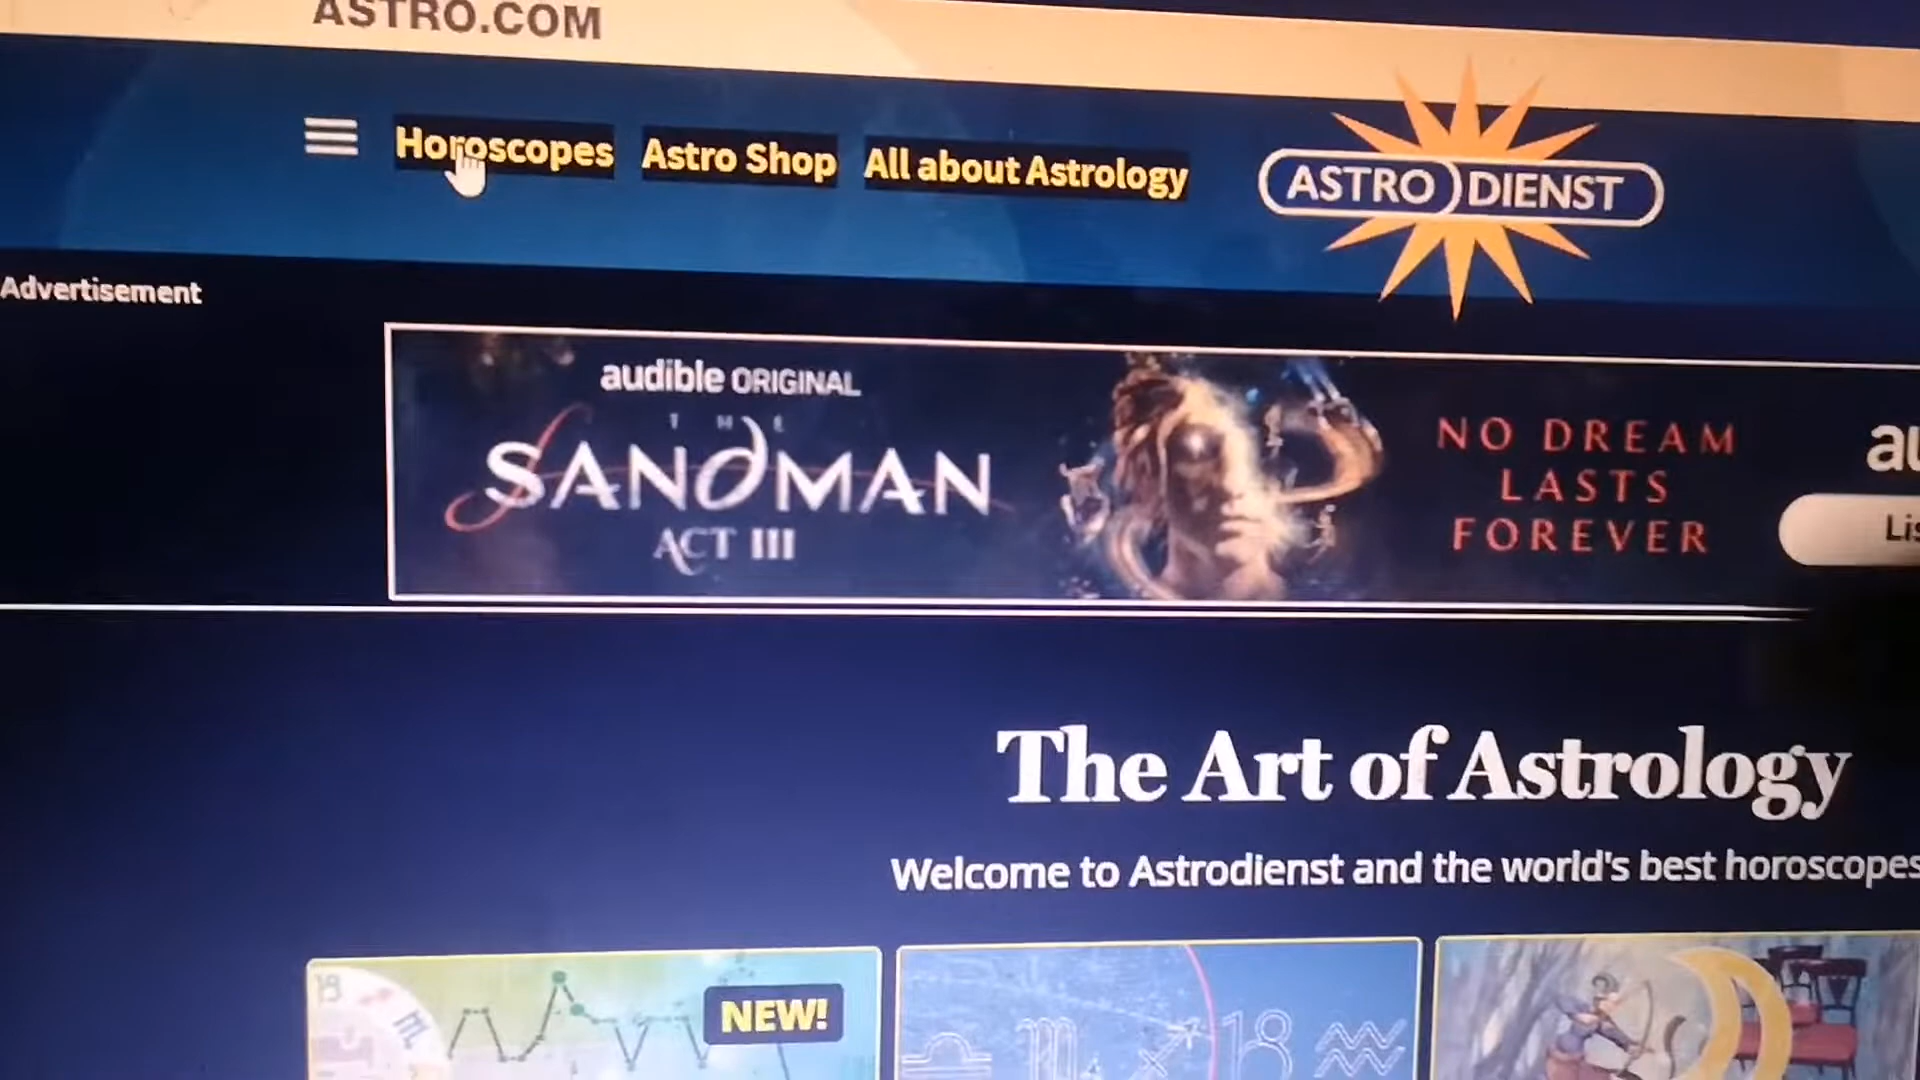 ASTRO.COM
Horoscopes Astro Shop All about Astrology
ASTRO DIENST
Advertisement
audible ORIGINAL
THE
SANDMAN
ACT III
NO DREAM
LASTS
FOREVER
The Art of Astrology
Welcome to Astrodienst and the world's best horoscopes
NEW!